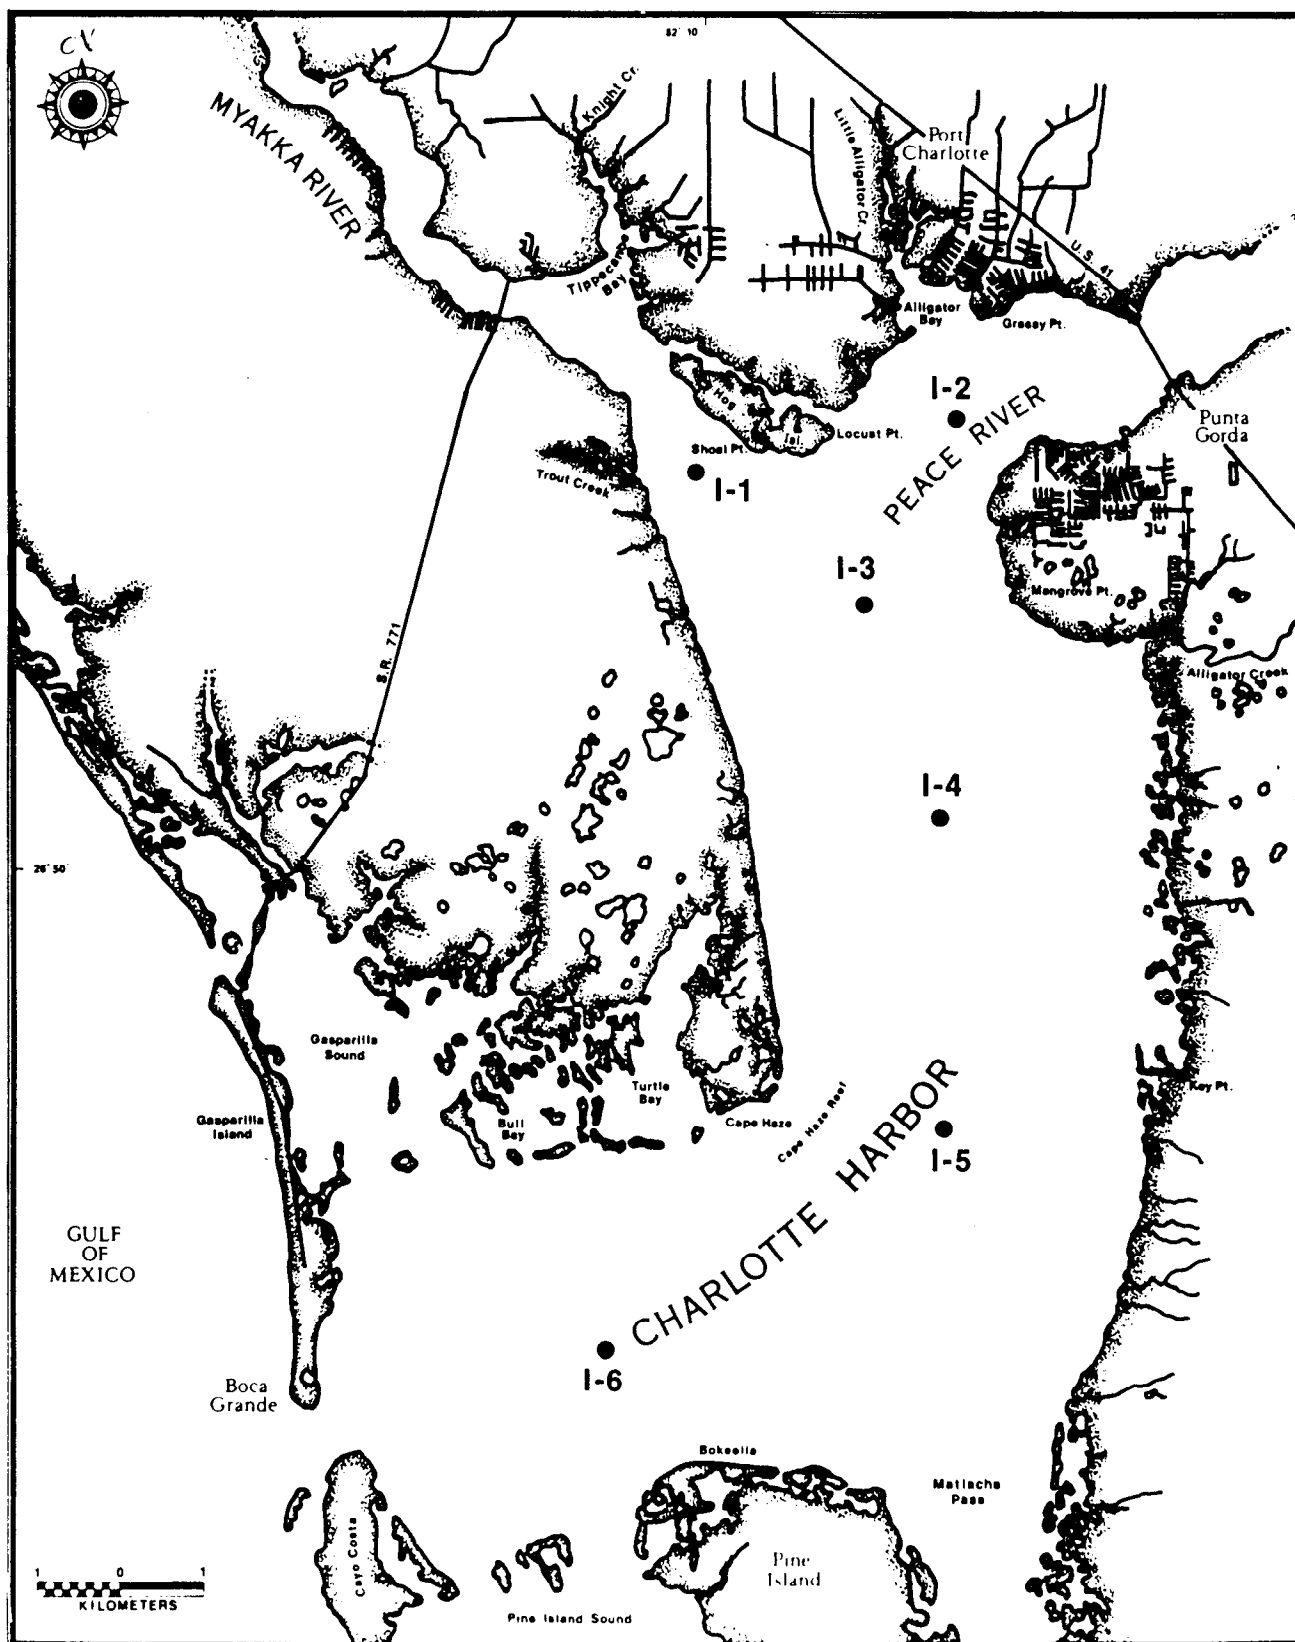 82° 10'
Knight Cr.
MYAKKA RIVER
Little Alligator Cr.
Port
Charlotte
U.S. 41
Tippecanoe
Bay
Alligator
Bay
Grassy Pt.
I-2
Hog
Isl.
Locust Pt.
Shoal Pt.
PEACE RIVER
Punta
Gorda
Trout Creek
I-1
I-3
Mangrove Pt.
S.R. 771
Alligator Creek
I-4
26° 50'
Gasparilla
Sound
Turtle
Bay
Key Pt.
Gasparilla
Island
Bull
Bay
Cape Haze
Cape Haze Reef
I-5
CHARLOTTE HARBOR
GULF
OF
MEXICO
I-6
Boca
Grande
Bokeelia
Matlacha
Pass
Cayo Costa
Pine
Island
1 0 1
KILOMETERS
Pine Island Sound